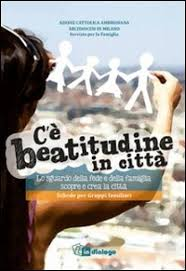 AZIONE CATTOLICA AMBROSIANA
ARCIDIOCESI DI MILANO
Servizio per la Famiglia
C'è
beatitudine
in città
Lo sguardo della fede e della famiglia
scopre e crea la città
Schede per Gruppi familiari
in dialogo